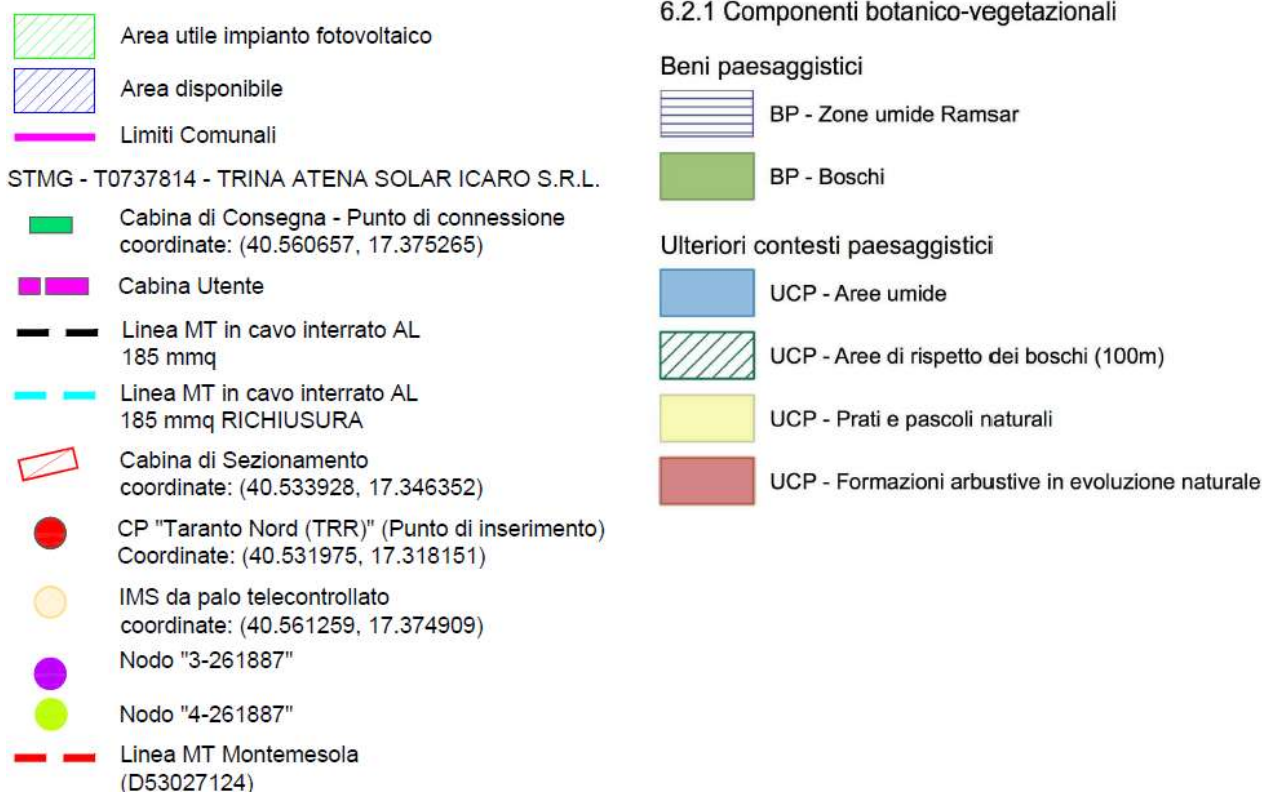 Area utile impianto fotovoltaico
Area disponibile
Limiti Comunali
STMG - T0737814 - TRINA ATENA SOLAR ICARO S.R.L.
Cabina di Consegna - Punto di connessione
coordinate: (40.560657, 17.375265)
Cabina Utente
Linea MT in cavo interrato AL
185 mmq
Linea MT in cavo interrato AL
185 mmq RICHIUSURA
Cabina di Sezionamento
coordinate: (40.533928, 17.346352)
CP "Taranto Nord (TRR)" (Punto di inserimento)
Coordinate: (40.531975, 17.318151)
IMS da palo telecontrollato
coordinate: (40.561259, 17.374909)
Nodo "3-261887"
Nodo "4-261887"
Linea MT Montemesola
(D53027124)
6.2.1 Componenti botanico-vegetazionali
Beni paesaggistici
BP - Zone umide Ramsar
BP - Boschi
Ulteriori contesti paesaggistici
UCP - Aree umide
UCP - Aree di rispetto dei boschi (100m)
UCP - Prati e pascoli naturali
UCP - Formazioni arbustive in evoluzione naturale